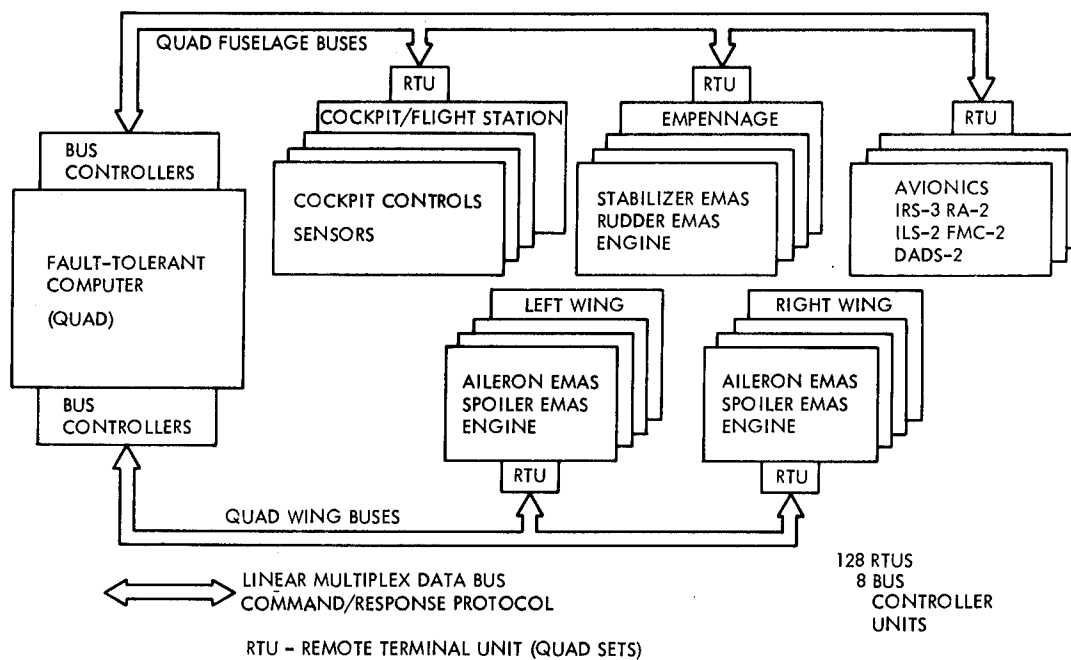 QUAD FUSELAGE BUSES
RTU
RTU
RTU
COCKPIT/FLIGHT STATION
EMPENNAGE
BUS
CONTROLLERS
COCKPIT CONTROLS
SENSORS
STABILIZER EMAS
RUDDER EMAS
ENGINE
AVIONICS
IRS-3 RA-2
ILS-2 FMC-2
DADS-2
FAULT-TOLERANT
COMPUTER
(QUAD)
LEFT WING
RIGHT WING
AILERON EMAS
SPOILER EMAS
ENGINE
AILERON EMAS
SPOILER EMAS
ENGINE
BUS
CONTROLLERS
RTU
RTU
QUAD WING BUSES
LINEAR MULTIPLEX DATA BUS
COMMAND/RESPONSE PROTOCOL
128 RTUS
8 BUS
CONTROLLER
UNITS
RTU - REMOTE TERMINAL UNIT (QUAD SETS)